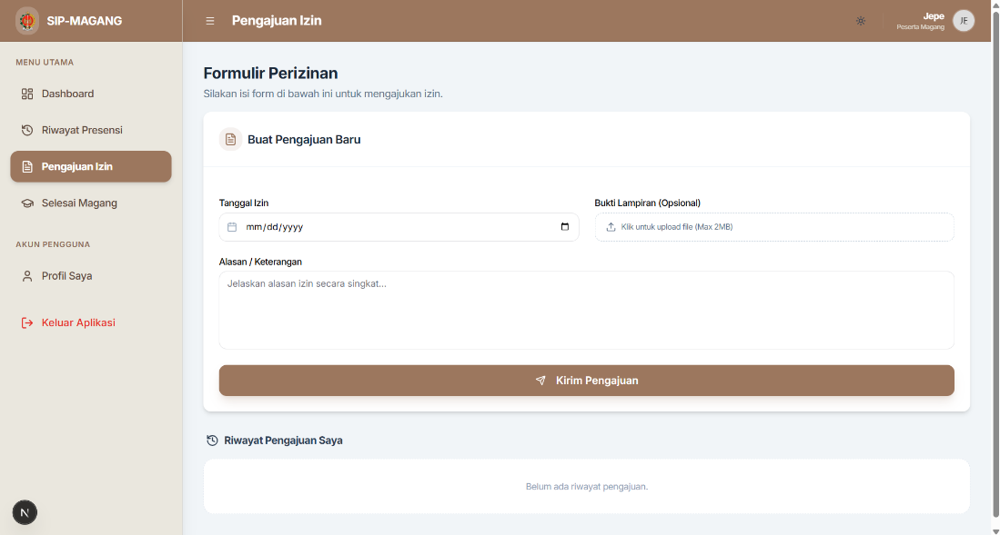 SIP-MAGANG
Pengajuan Izin
Jepe
Peserta Magang
JE
MENU UTAMA
Dashboard
Riwayat Presensi
Pengajuan Izin
Selesai Magang
AKUN PENGGUNA
Profil Saya
Keluar Aplikasi
N
Formulir Perizinan
Silakan isi form di bawah ini untuk mengajukan izin.
Buat Pengajuan Baru
Tanggal Izin
mm/dd/yyyy
Bukti Lampiran (Opsional)
Klik untuk upload file (Max 2MB)
Alasan / Keterangan
Jelaskan alasan izin secara singkat...
Kirim Pengajuan
Riwayat Pengajuan Saya
Belum ada riwayat pengajuan.